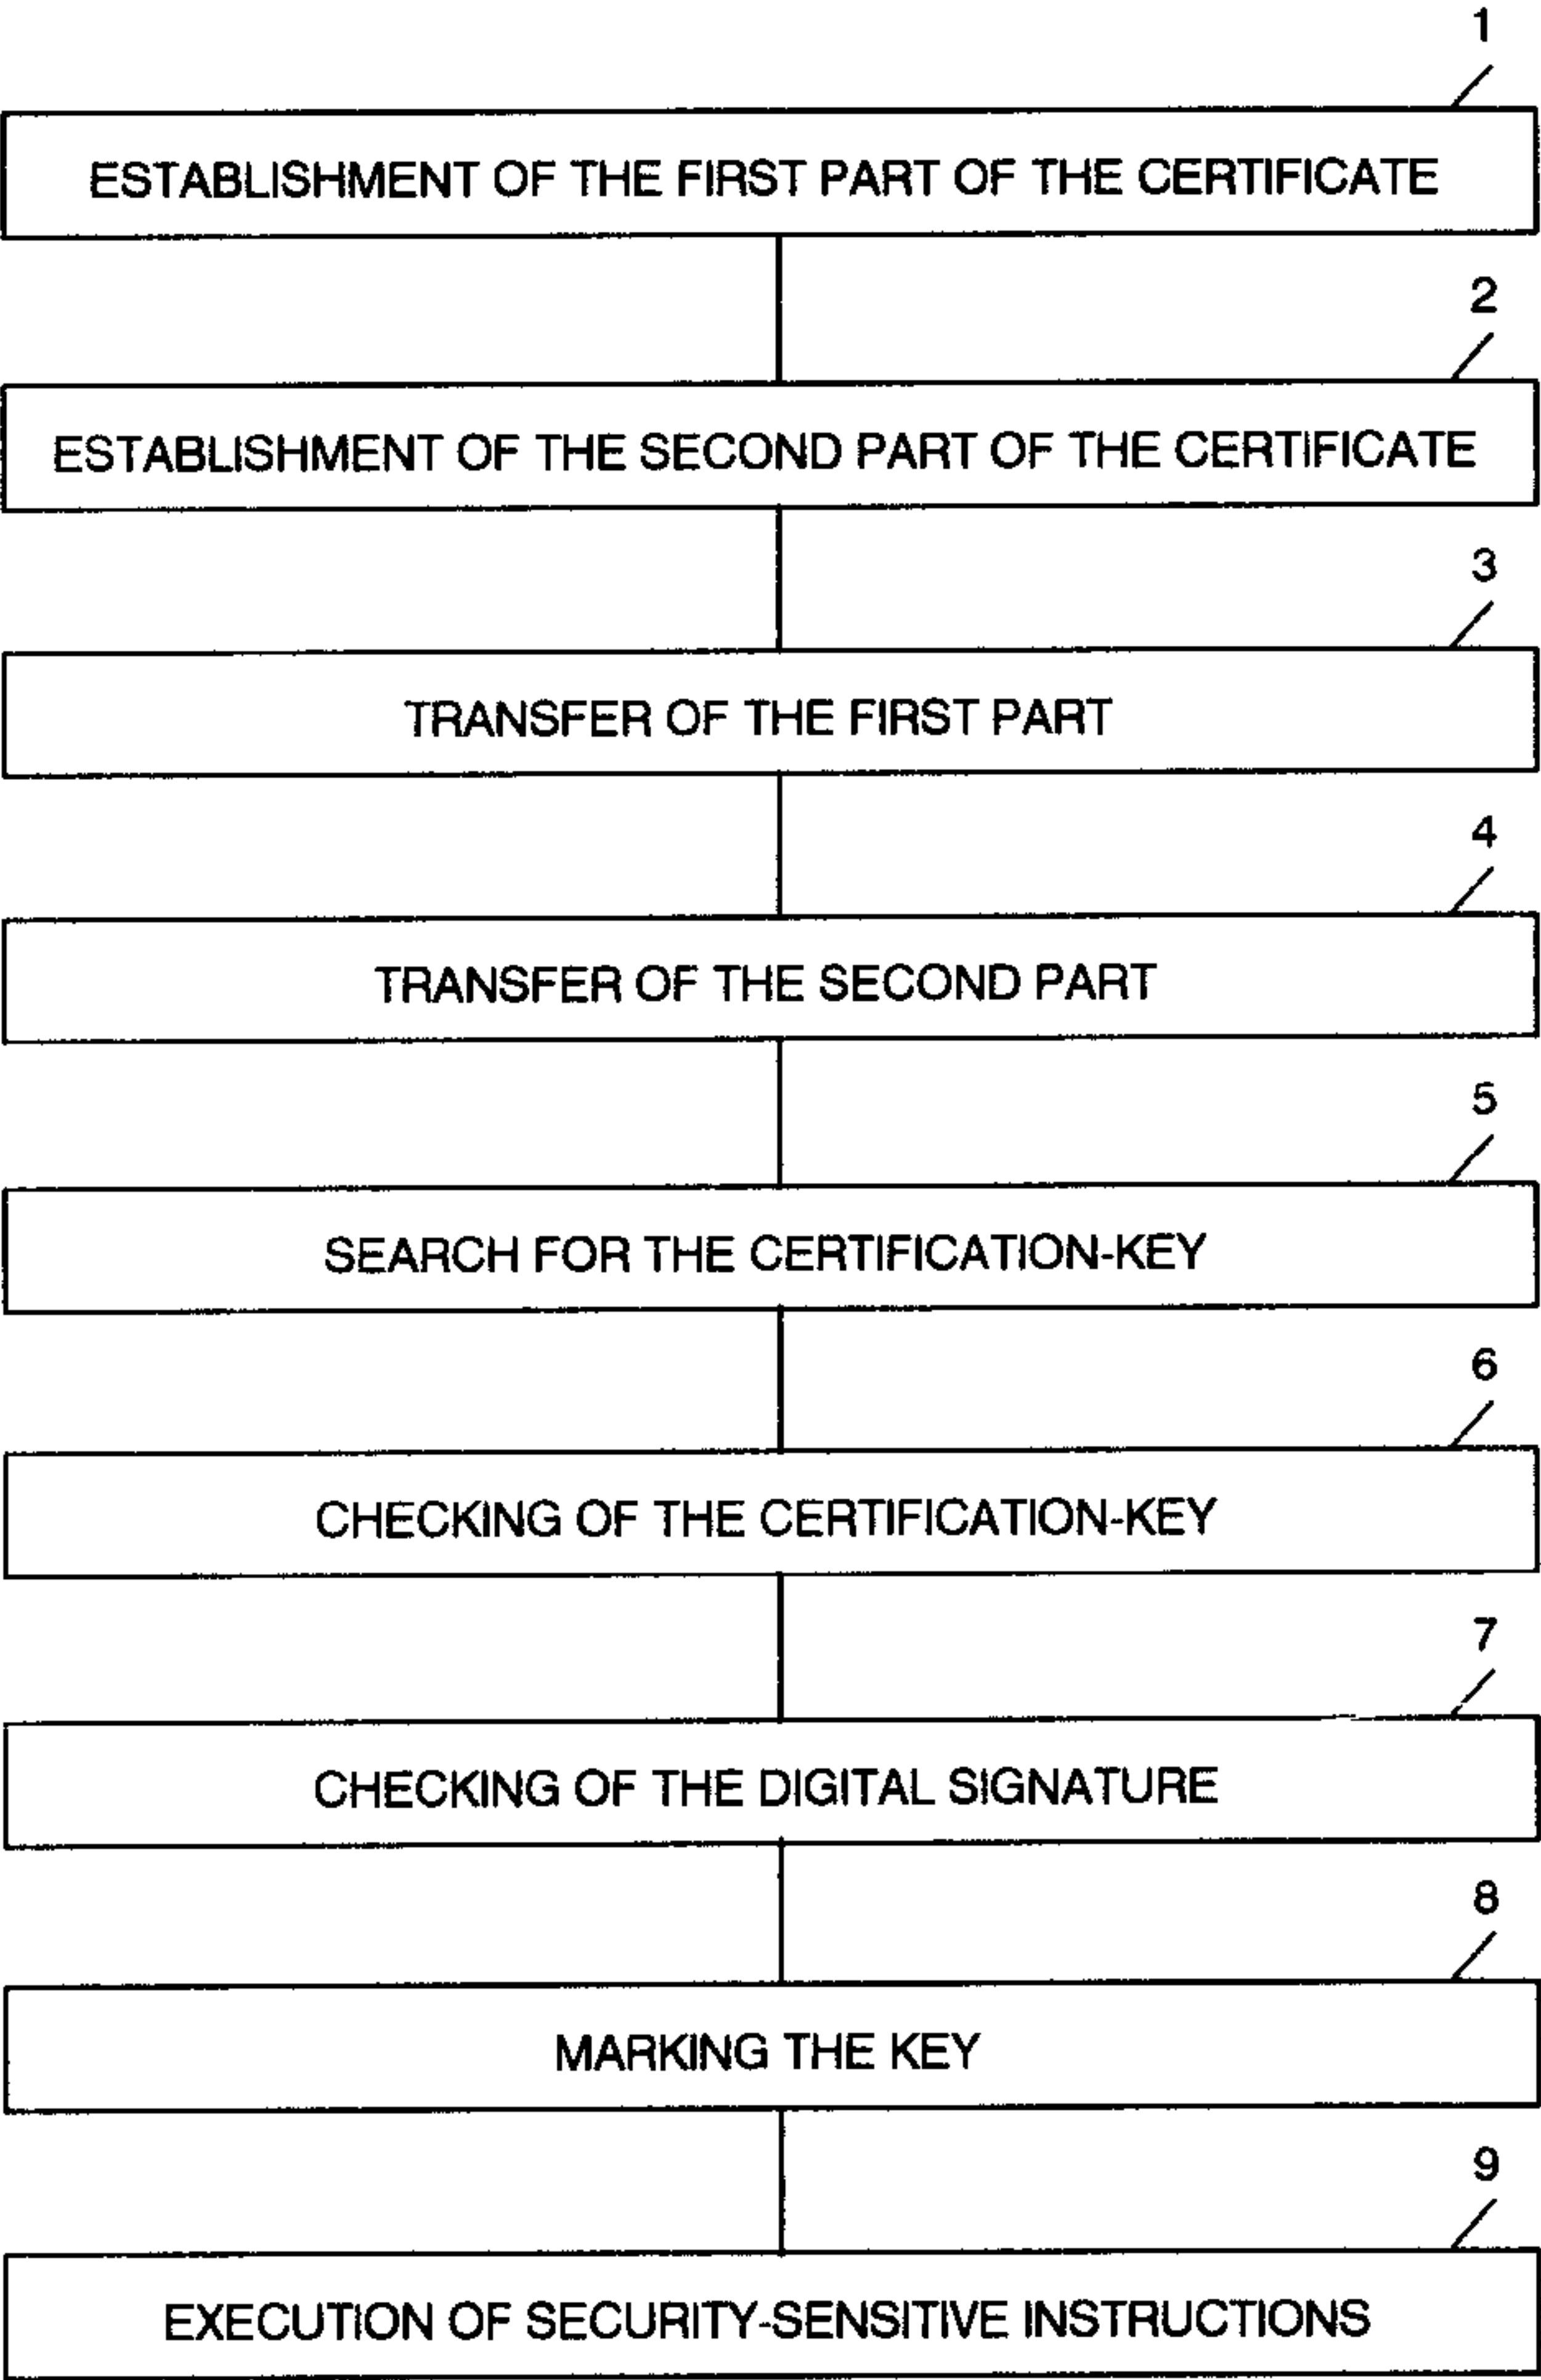 1
ESTABLISHMENT OF THE FIRST PART OF THE CERTIFICATE
2
ESTABLISHMENT OF THE SECOND PART OF THE CERTIFICATE
3
TRANSFER OF THE FIRST PART
4
TRANSFER OF THE SECOND PART
5
SEARCH FOR THE CERTIFICATION-KEY
6
CHECKING OF THE CERTIFICATION-KEY
7
CHECKING OF THE DIGITAL SIGNATURE
8
MARKING THE KEY
9
EXECUTION OF SECURITY-SENSITIVE INSTRUCTIONS